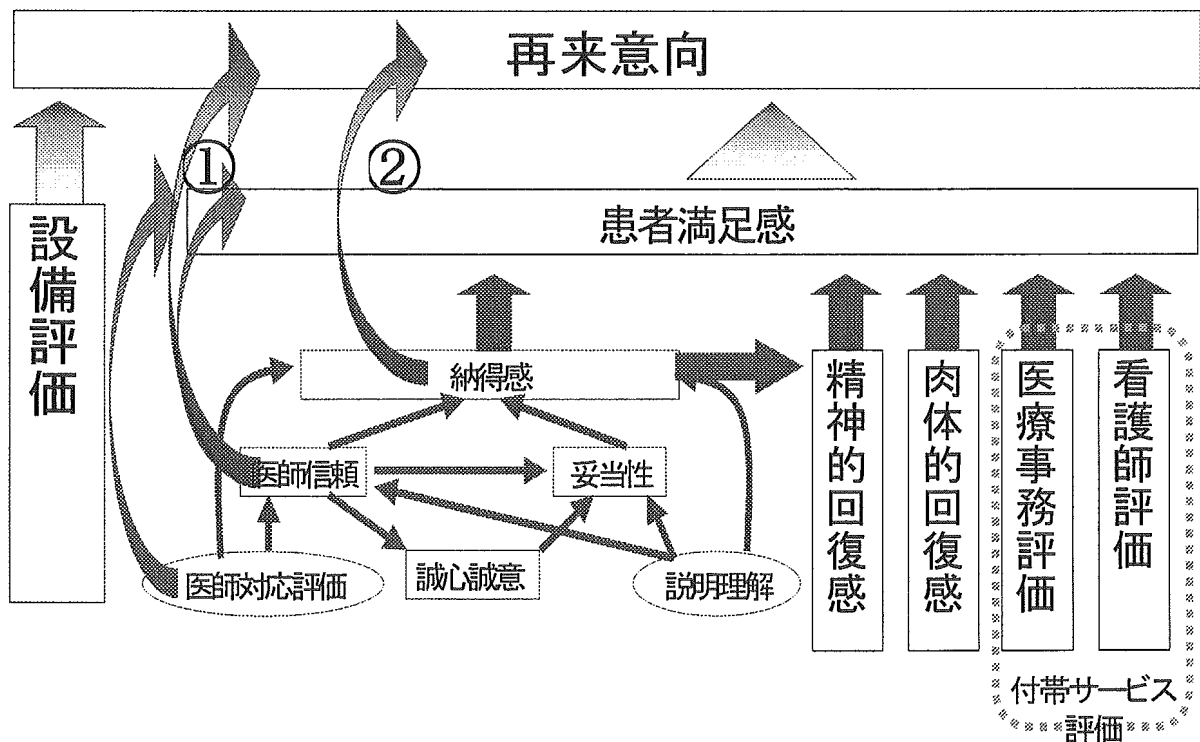 再来意向
①
②
患者満足感
設備評価
納得感
医師信頼
妥当性
医師対応評価
誠心誠意
説明理解
精神的回復感
肉体的回復感
医療事務評価
看護師評価
付帯サービス
評価